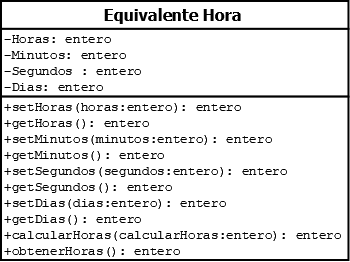 Equivalente Hora
-Horas: entero
-Minutos: entero
-Segundos : entero
-Dias: entero
+setHoras(horas:entero): entero
+getHoras(): entero
+setMinutos(minutos:entero): entero
+getMinutos(): entero
+setSegundos(segundos:entero): entero
+getSegundos(): entero
+setDias(dias:entero): entero
+getDias(): entero
+calcularHoras(calcularHoras:entero): entero
+obtenerHoras(): entero